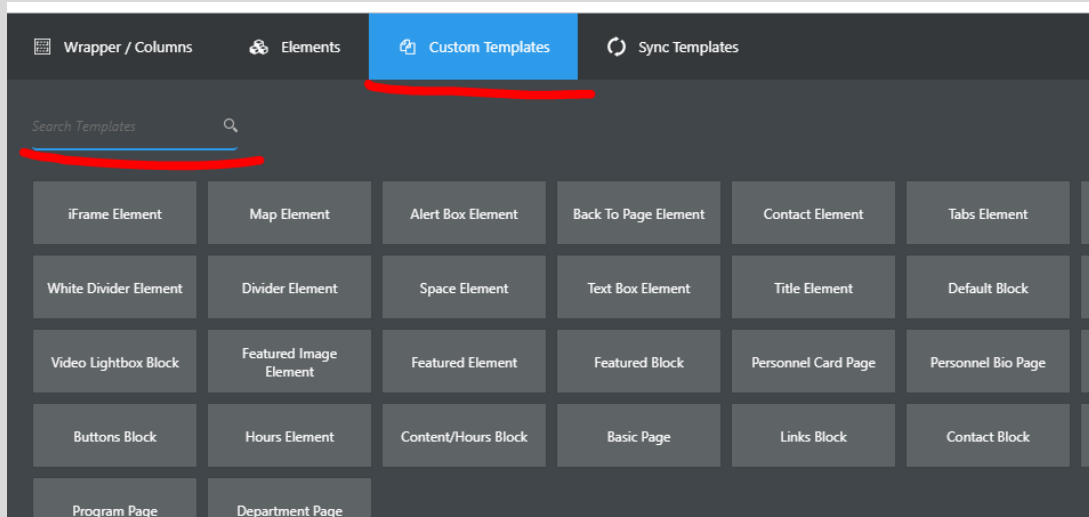 Wrapper / Columns
Elements
Custom Templates
Sync Templates
Search Templates
iFrame Element
Map Element
Alert Box Element
Back To Page Element
Contact Element
Tabs Element
White Divider Element
Divider Element
Space Element
Text Box Element
Title Element
Default Block
Video Lightbox Block
Featured Image
Element
Featured Element
Featured Block
Personnel Card Page
Personnel Bio Page
Buttons Block
Hours Element
Content/Hours Block
Basic Page
Links Block
Contact Block
Program Page
Department Page